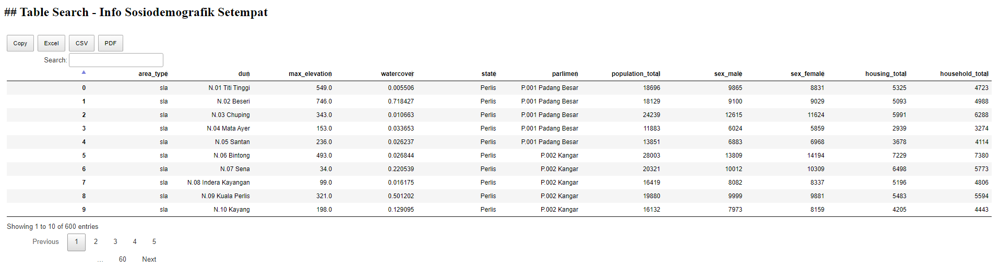 ## Table Search - Info Sosiodemografik Setempat
Copy Excel CSV PDF
Search:
area_type dun max_elevation watercover state parlimen population_total sex_male sex_female housing_total household_total
0 sla N.01 Titi Tinggi 549.0 0.005506 Perlis P.001 Padang Besar 18696 9865 8831 5325 4723
1 sla N.02 Beseri 746.0 0.718427 Perlis P.001 Padang Besar 18129 9100 9029 5093 4988
2 sla N.03 Chuping 343.0 0.010663 Perlis P.001 Padang Besar 24239 12615 11624 5991 6288
3 sla N.04 Mata Ayer 153.0 0.033653 Perlis P.001 Padang Besar 11883 6024 5859 2939 3274
4 sla N.05 Santan 236.0 0.026237 Perlis P.001 Padang Besar 13851 6883 6968 3678 4114
5 sla N.06 Bintong 493.0 0.026844 Perlis P.002 Kangar 28003 13809 14194 7229 7380
6 sla N.07 Sena 34.0 0.220539 Perlis P.002 Kangar 20321 10012 10309 6498 5773
7 sla N.08 Indera Kayangan 99.0 0.016175 Perlis P.002 Kangar 16419 8082 8337 5196 4806
8 sla N.09 Kuala Perlis 321.0 0.501202 Perlis P.002 Kangar 19880 9999 9881 5483 5594
9 sla N.10 Kayang 198.0 0.129095 Perlis P.002 Kangar 16132 7973 8159 4205 4443
Showing 1 to 10 of 600 entries
Previous 1 2 3 4 5
… 60 Next